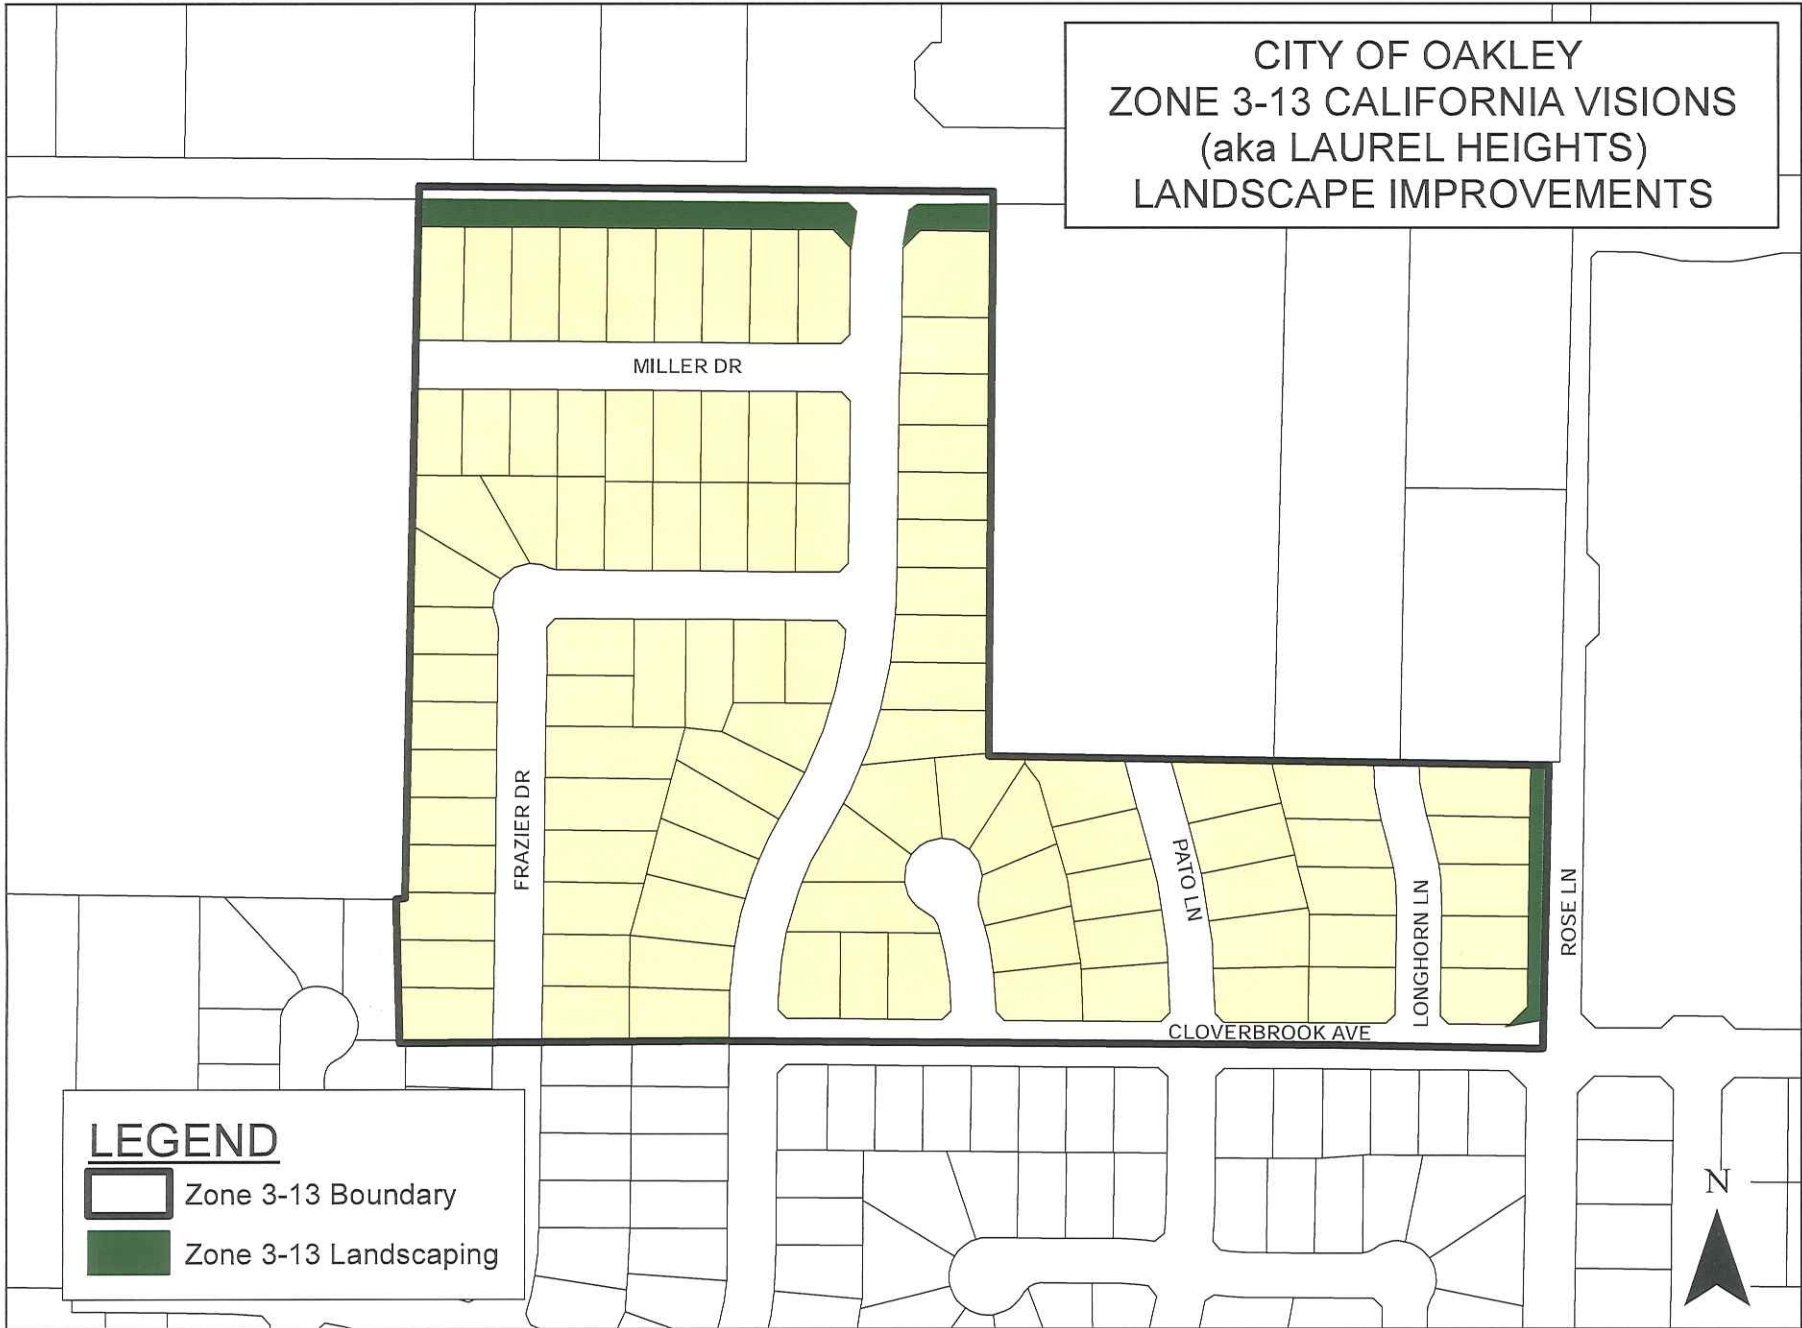 CITY OF OAKLEY
ZONE 3-13 CALIFORNIA VISIONS
(aka LAUREL HEIGHTS)
LANDSCAPE IMPROVEMENTS
MILLER DR
FRAZIER DR
PATO LN
LONGHORN LN
ROSE LN
CLOVERBROOK AVE
LEGEND
Zone 3-13 Boundary
Zone 3-13 Landscaping
N